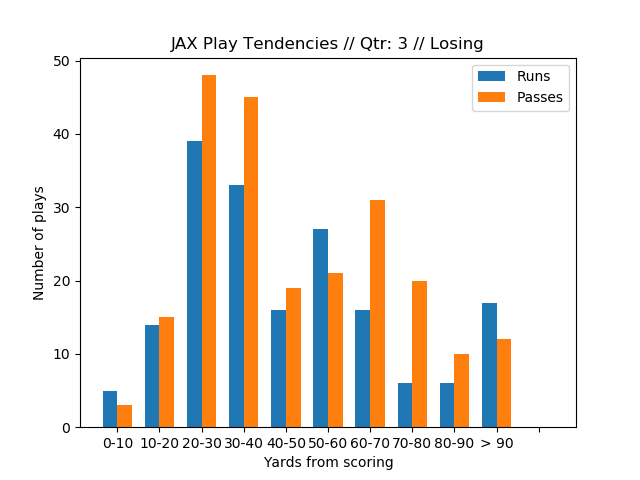 JAX Play Tendencies // Qtr: 3 // Losing
Runs
Passes
50
40
30
20
10
0
Number of plays
0-10 10-20 20-30 30-40 40-50 50-60 60-70 70-80 80-90 > 90
Yards from scoring